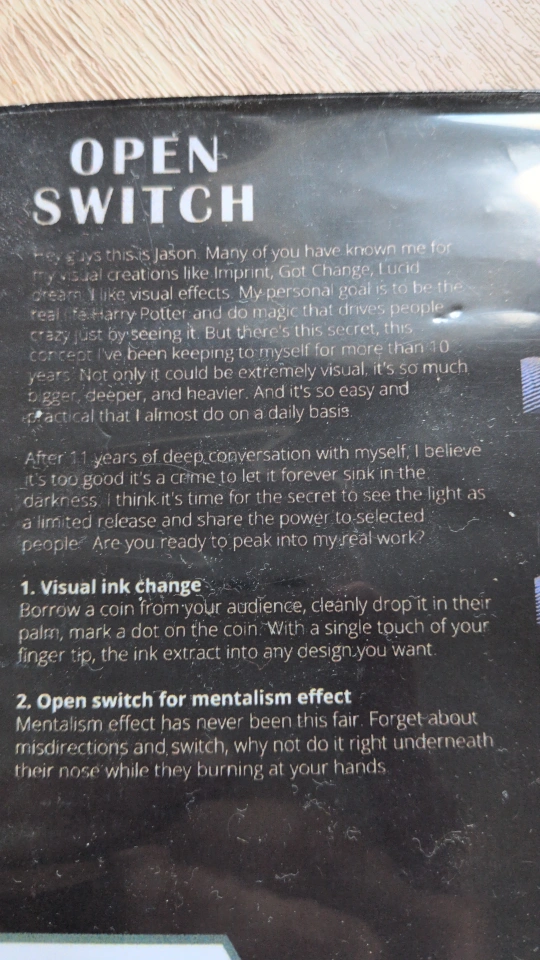 OPEN
SWITCH
Hey guys this is Jason. Many of you have known me for
my visual creations like Imprint, Got Change, Lucid
dream. I like visual effects. My personal goal is to be the
real life Harry Potter and do magic that drives people
crazy just by seeing it. But there's this secret, this
concept I've been keeping to myself for more than 10
years. Not only it could be extremely visual, it's so much
bigger, deeper, and heavier. And it's so easy and
practical that I almost do on a daily basis.
After 11 years of deep conversation with myself, I believe
it's too good it's a crime to let it forever sink in the
darkness. I think it's time for the secret to see the light as
a limited release and share the power to selected
people. Are you ready to peak into my real work?
1. Visual ink change
Borrow a coin from your audience, cleanly drop it in their
palm, mark a dot on the coin. With a single touch of your
finger tip, the ink extract into any design you want.
2. Open switch for mentalism effect
Mentalism effect has never been this fair. Forget about
misdirections and switch, why not do it right underneath
their nose while they burning at your hands.